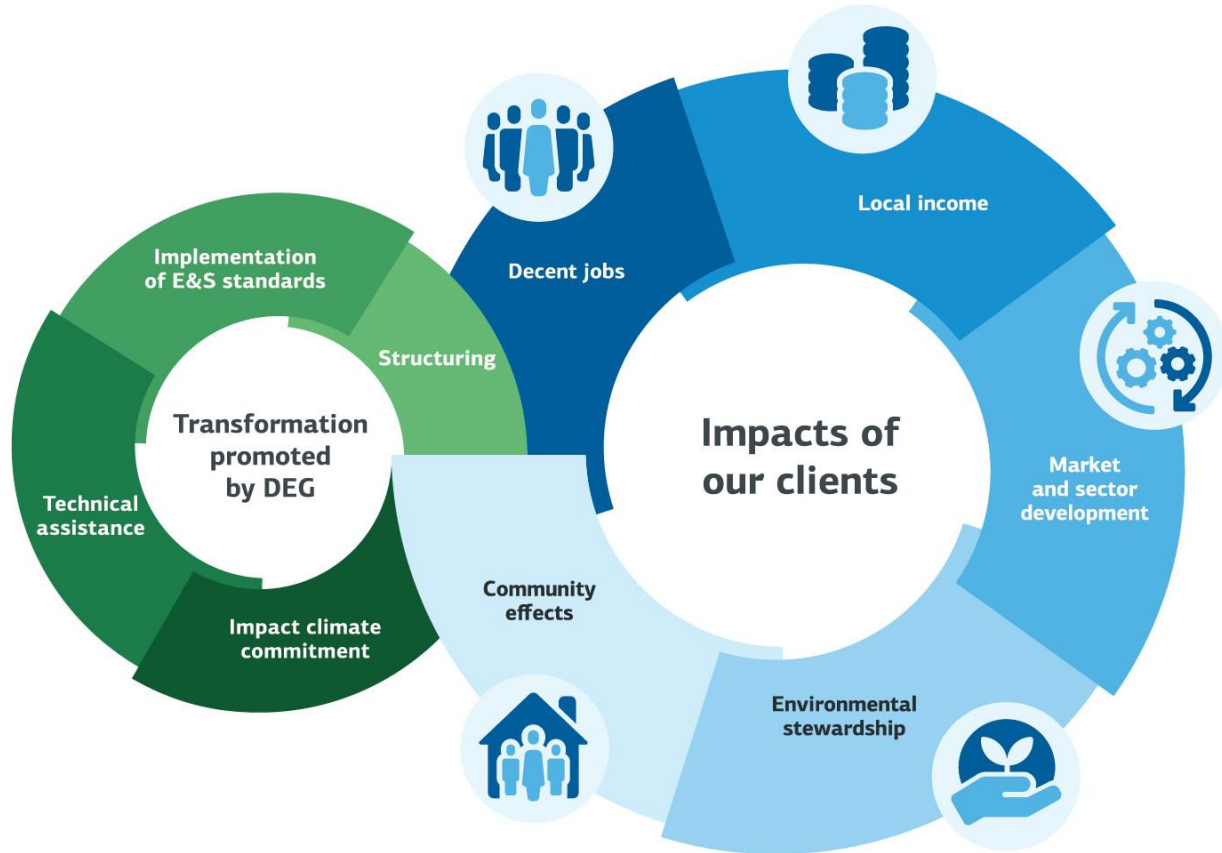 Implementation
of E&S standards
Structuring
Transformation
promoted
by DEG
Technical
assistance
Impact climate
commitment
Decent jobs
Local income
Impacts of
our clients
Market
and sector
development
Community
effects
Environmental
stewardship